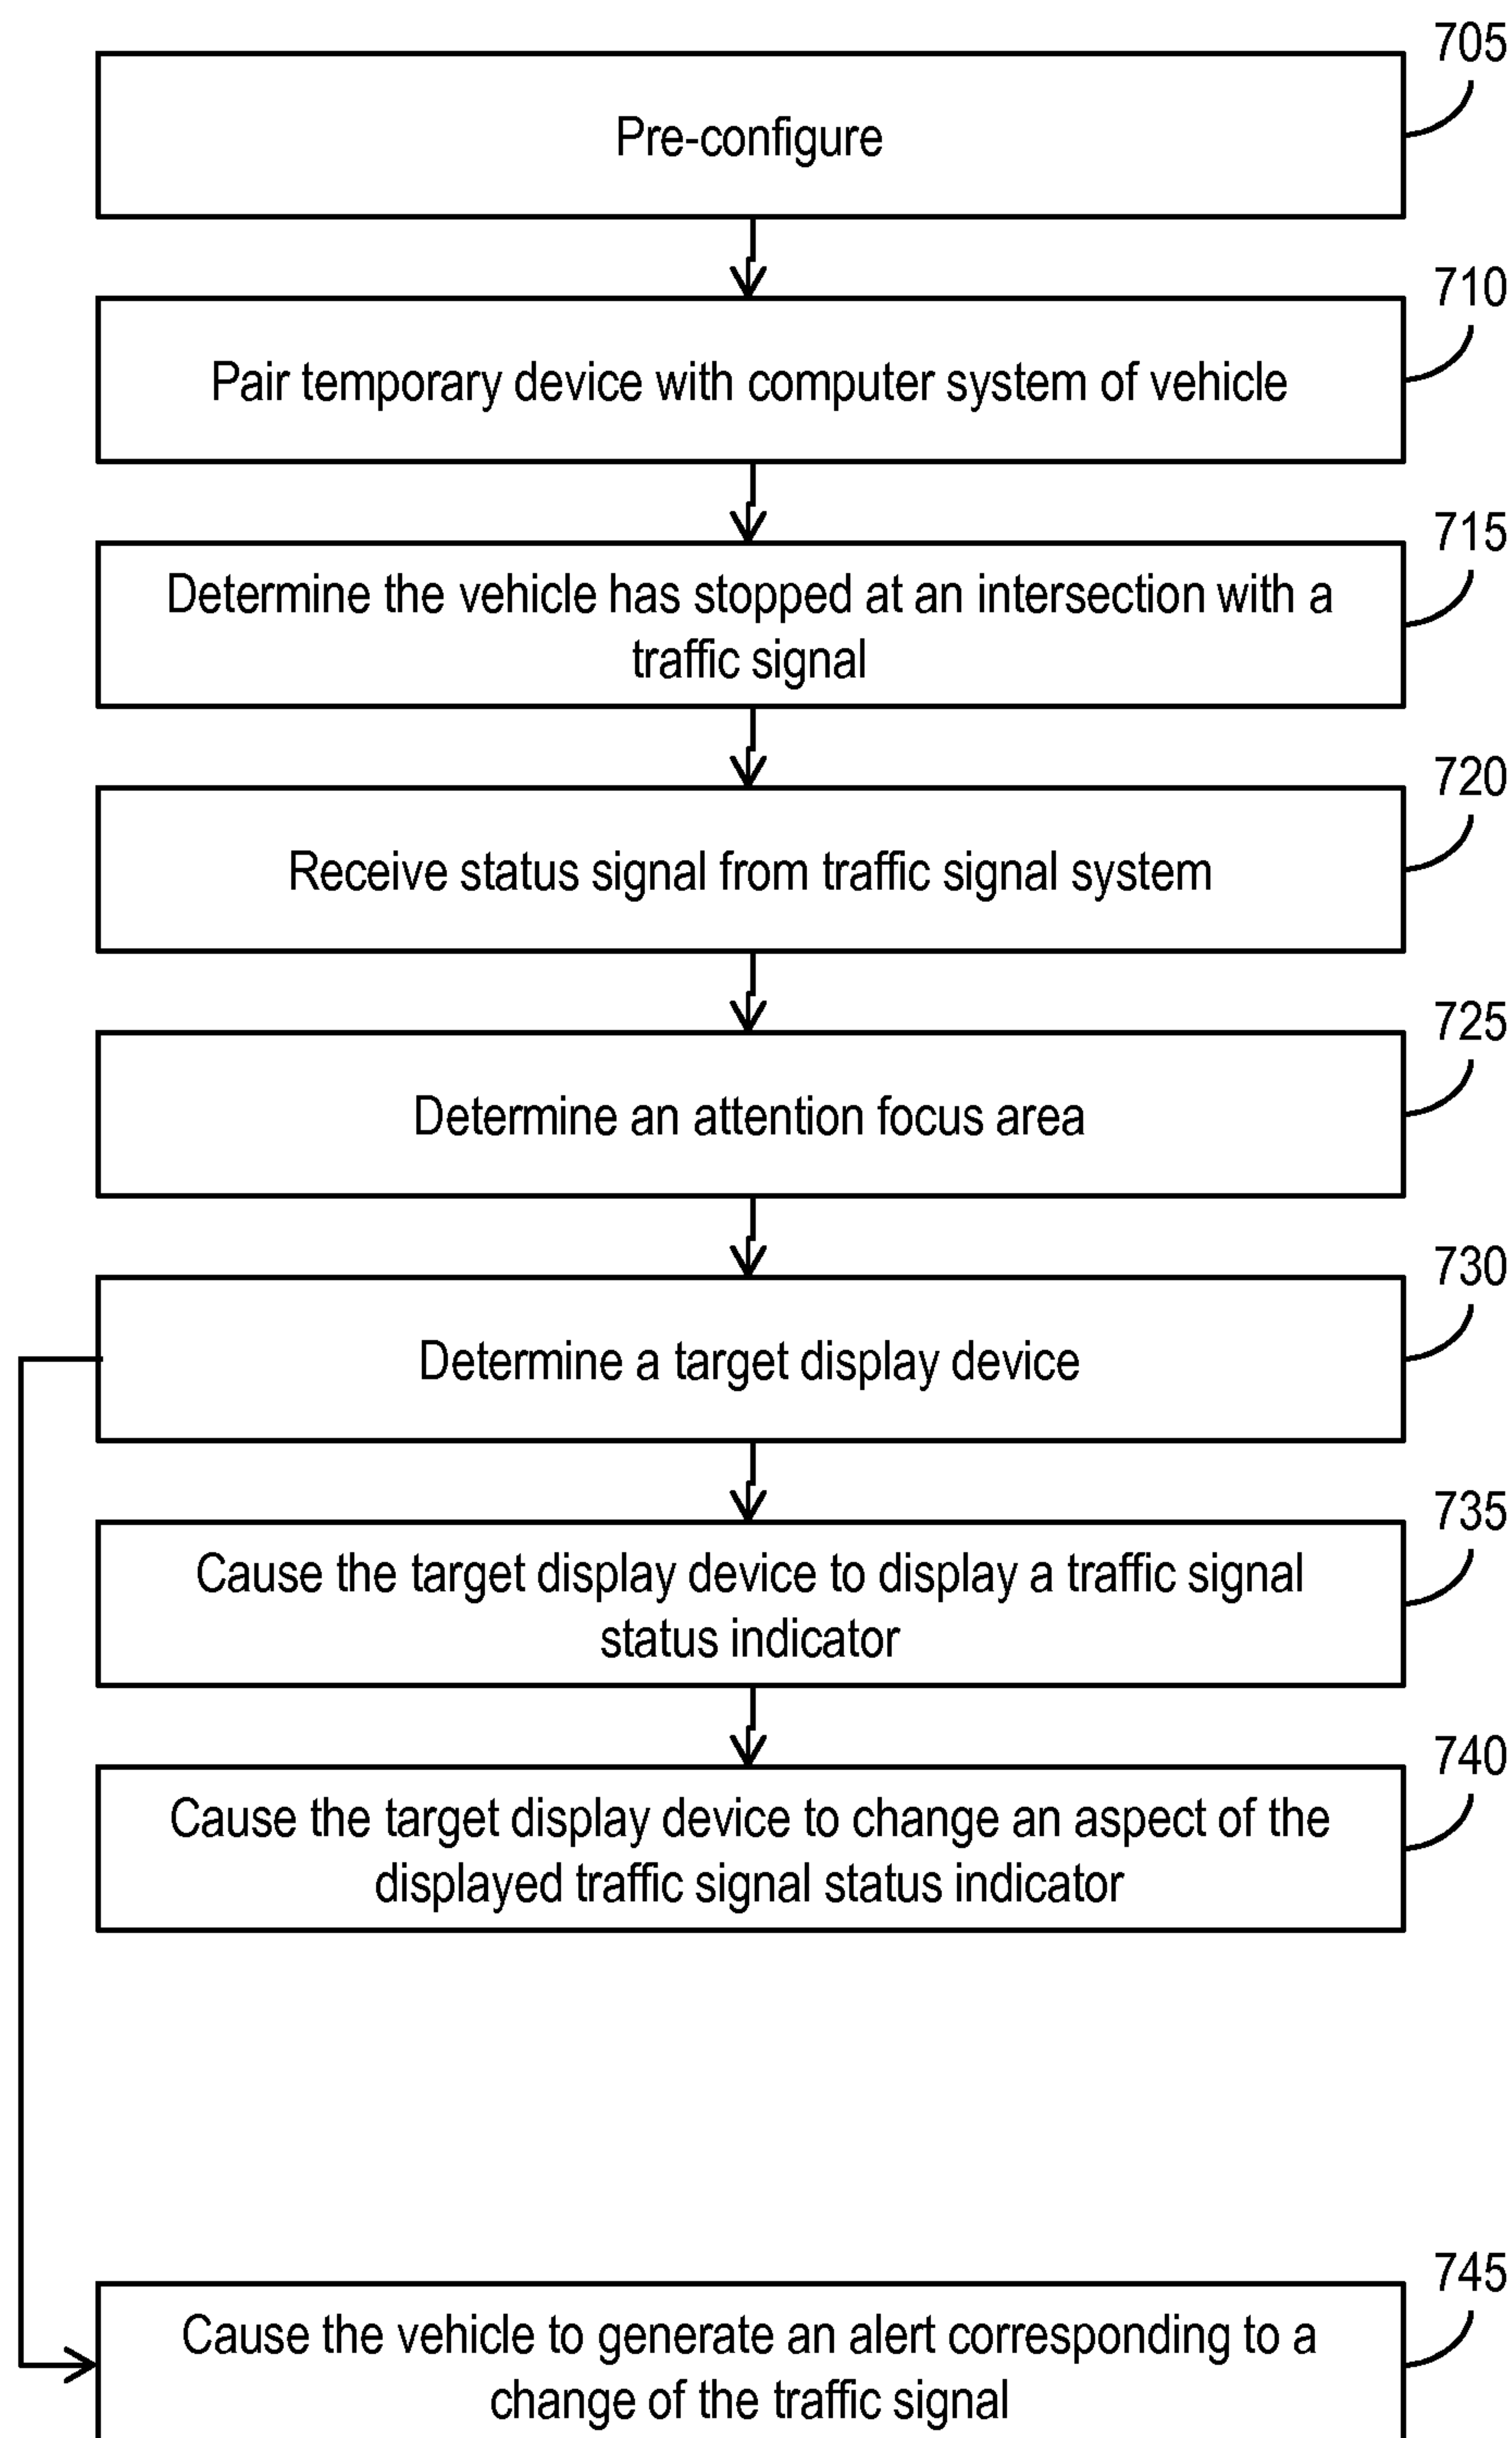 705
Pre-configure
710
Pair temporary device with computer system of vehicle
715
Determine the vehicle has stopped at an intersection with a
traffic signal
720
Receive status signal from traffic signal system
725
Determine an attention focus area
730
Determine a target display device
735
Cause the target display device to display a traffic signal
status indicator
740
Cause the target display device to change an aspect of the
displayed traffic signal status indicator
745
Cause the vehicle to generate an alert corresponding to a
change of the traffic signal